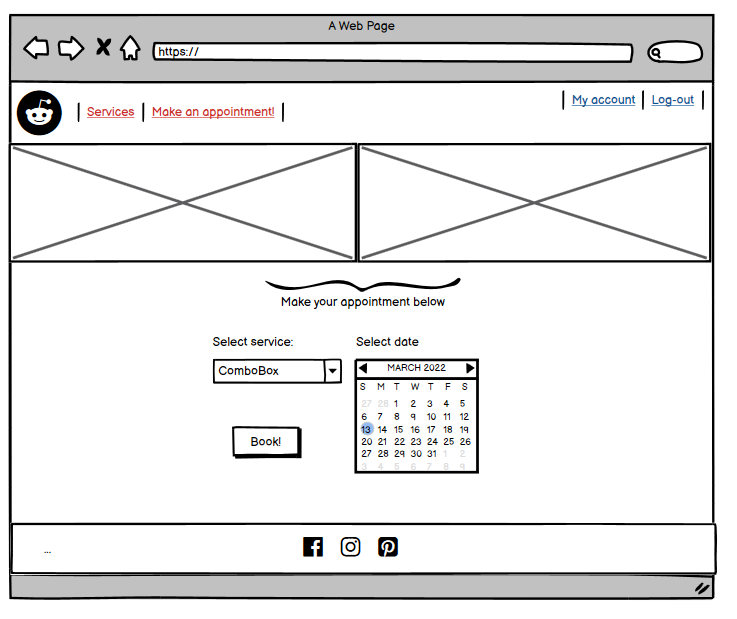 A Web Page
https://
Services Make an appointment! My account Log-out
Make your appointment below
Select service: Select date
ComboBox
MARCH 2022
S M T W T F S
27 28 1 2 3 4 5
6 7 8 9 10 11 12
13 14 15 16 17 18 19
Book!
20 21 22 23 24 25 26
27 28 29 30 31 1 2
3 4 5 6 7 8 9
...